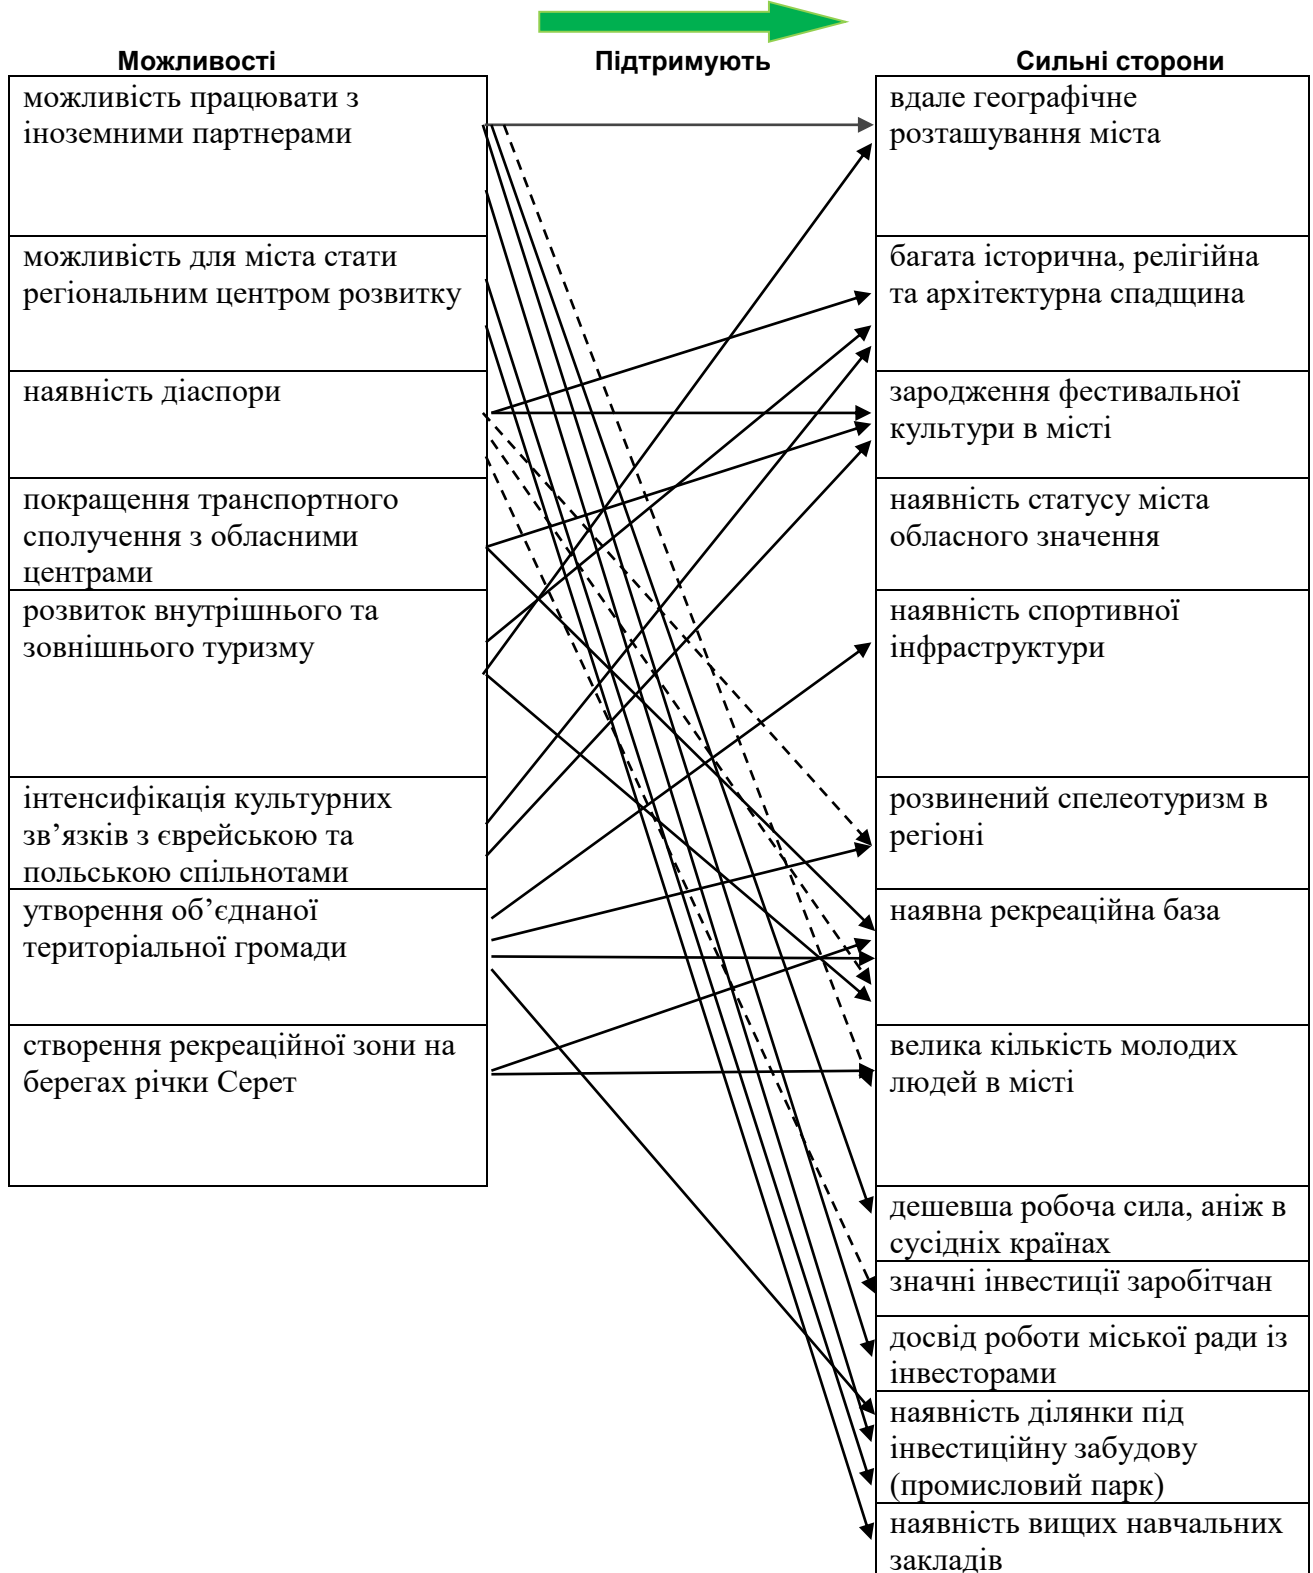 Можливості
Підтримують
Сильні сторони
можливість працювати з
іноземними партнерами
можливість для міста стати
регіональним центром розвитку
наявність діаспори
покращення транспортного
сполучення з обласними
центрами
розвиток внутрішнього та
зовнішнього туризму
інтенсифікація культурних
зв’язків з єврейською та
польською спільнотами
утворення об’єднаної
територіальної громади
створення рекреаційної зони на
берегах річки Серет
вдале географічне
розташування міста
багата історична, релігійна
та архітектурна спадщина
зародження фестивальної
культури в місті
наявність статусу міста
обласного значення
наявність спортивної
інфраструктури
розвинений спелеотуризм в
регіоні
наявна рекреаційна база
велика кількість молодих
людей в місті
дешевша робоча сила, аніж в
сусідніх країнах
значні інвестиції заробітчан
досвід роботи міської ради із
інвесторами
наявність ділянки під
інвестиційну забудову
(промисловий парк)
наявність вищих навчальних
закладів